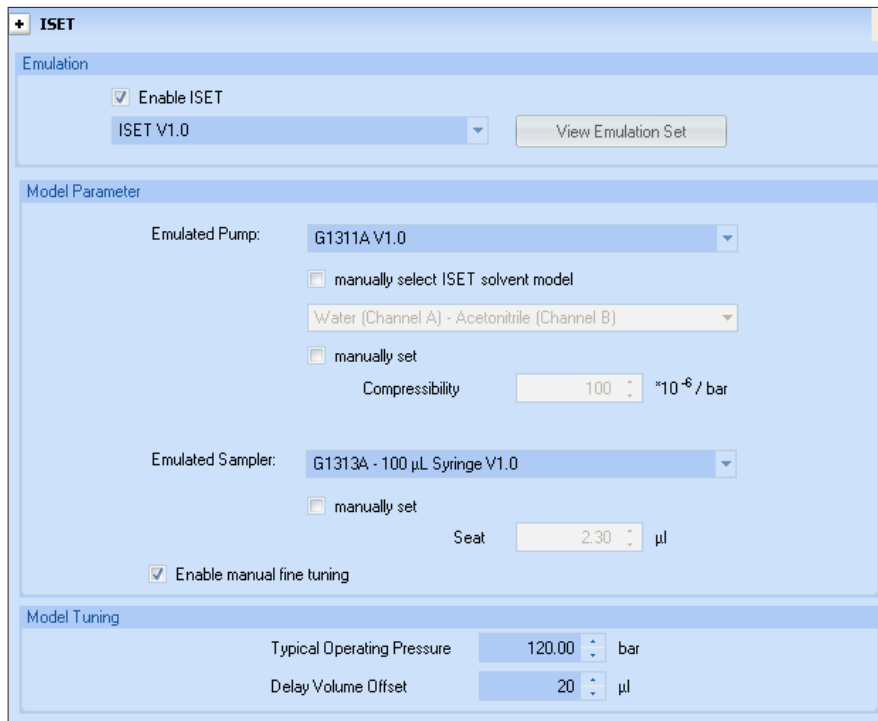 + ISET
Emulation
Enable ISET
ISET V1.0 View Emulation Set
Model Parameter
Emulated Pump: G1311A V1.0
manually select ISET solvent model
Water (Channel A) - Acetonitrile (Channel B)
manually set
Compressibility 100 *10⁻⁶ / bar
Emulated Sampler: G1313A - 100 µL Syringe V1.0
manually set
Seat 2.30 µl
Enable manual fine tuning
Model Tuning
Typical Operating Pressure 120.00 bar
Delay Volume Offset 20 µl